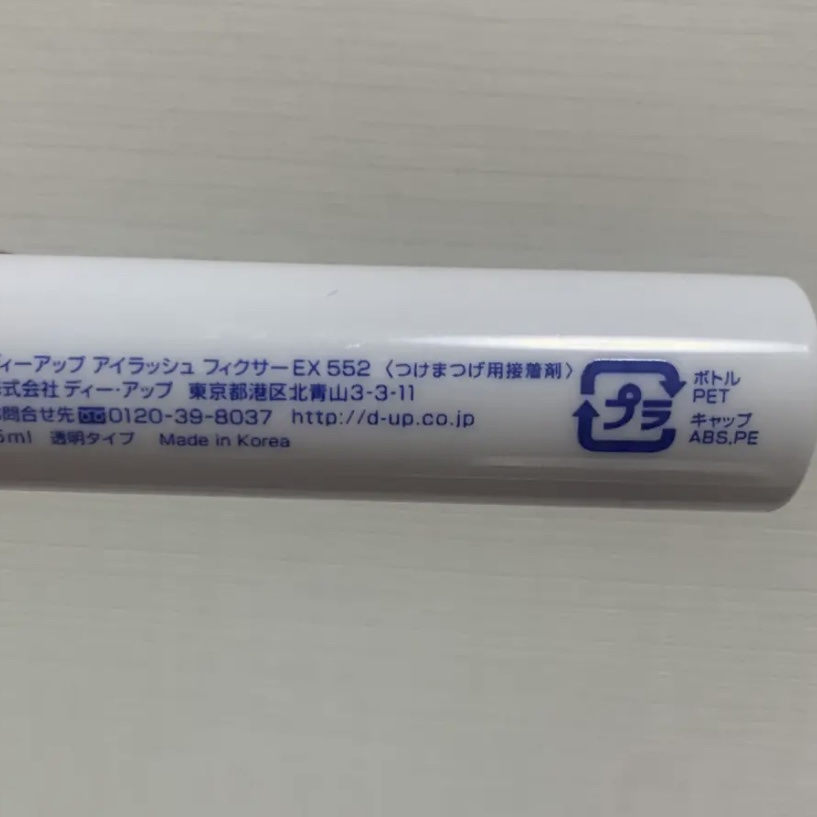 ィーアップ アイラッシュ フィクサーEX 552 〈つけまつげ用接着剤〉
式会社 ディー・アップ 東京都港区北青山3-3-11
問合せ先 0120-39-8037 http://d-up.co.jp
5ml 透明タイプ Made in Korea
プラ
ボトル
PET
キャップ
ABS,PE